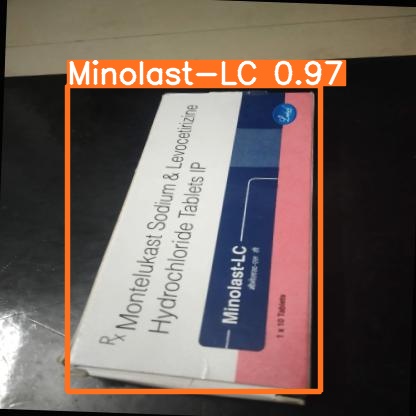 Minolast-LC 0.97
Rx Montelukast Sodium & Levocetirizine
Hydrochloride Tablets IP
Minolast-LC
1 x 10 Tablets